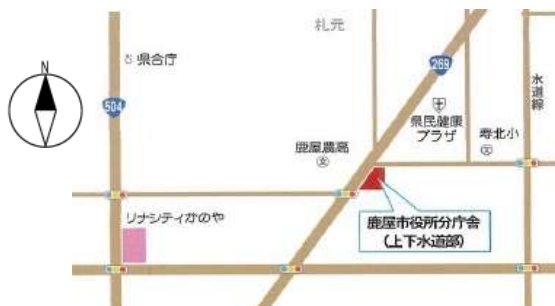 札元
県合庁
269
N
504
水道線
県民健康
プラザ
寿北小
鹿屋農高
リナシティかのや
鹿屋市役所分庁舎
(上下水道部)